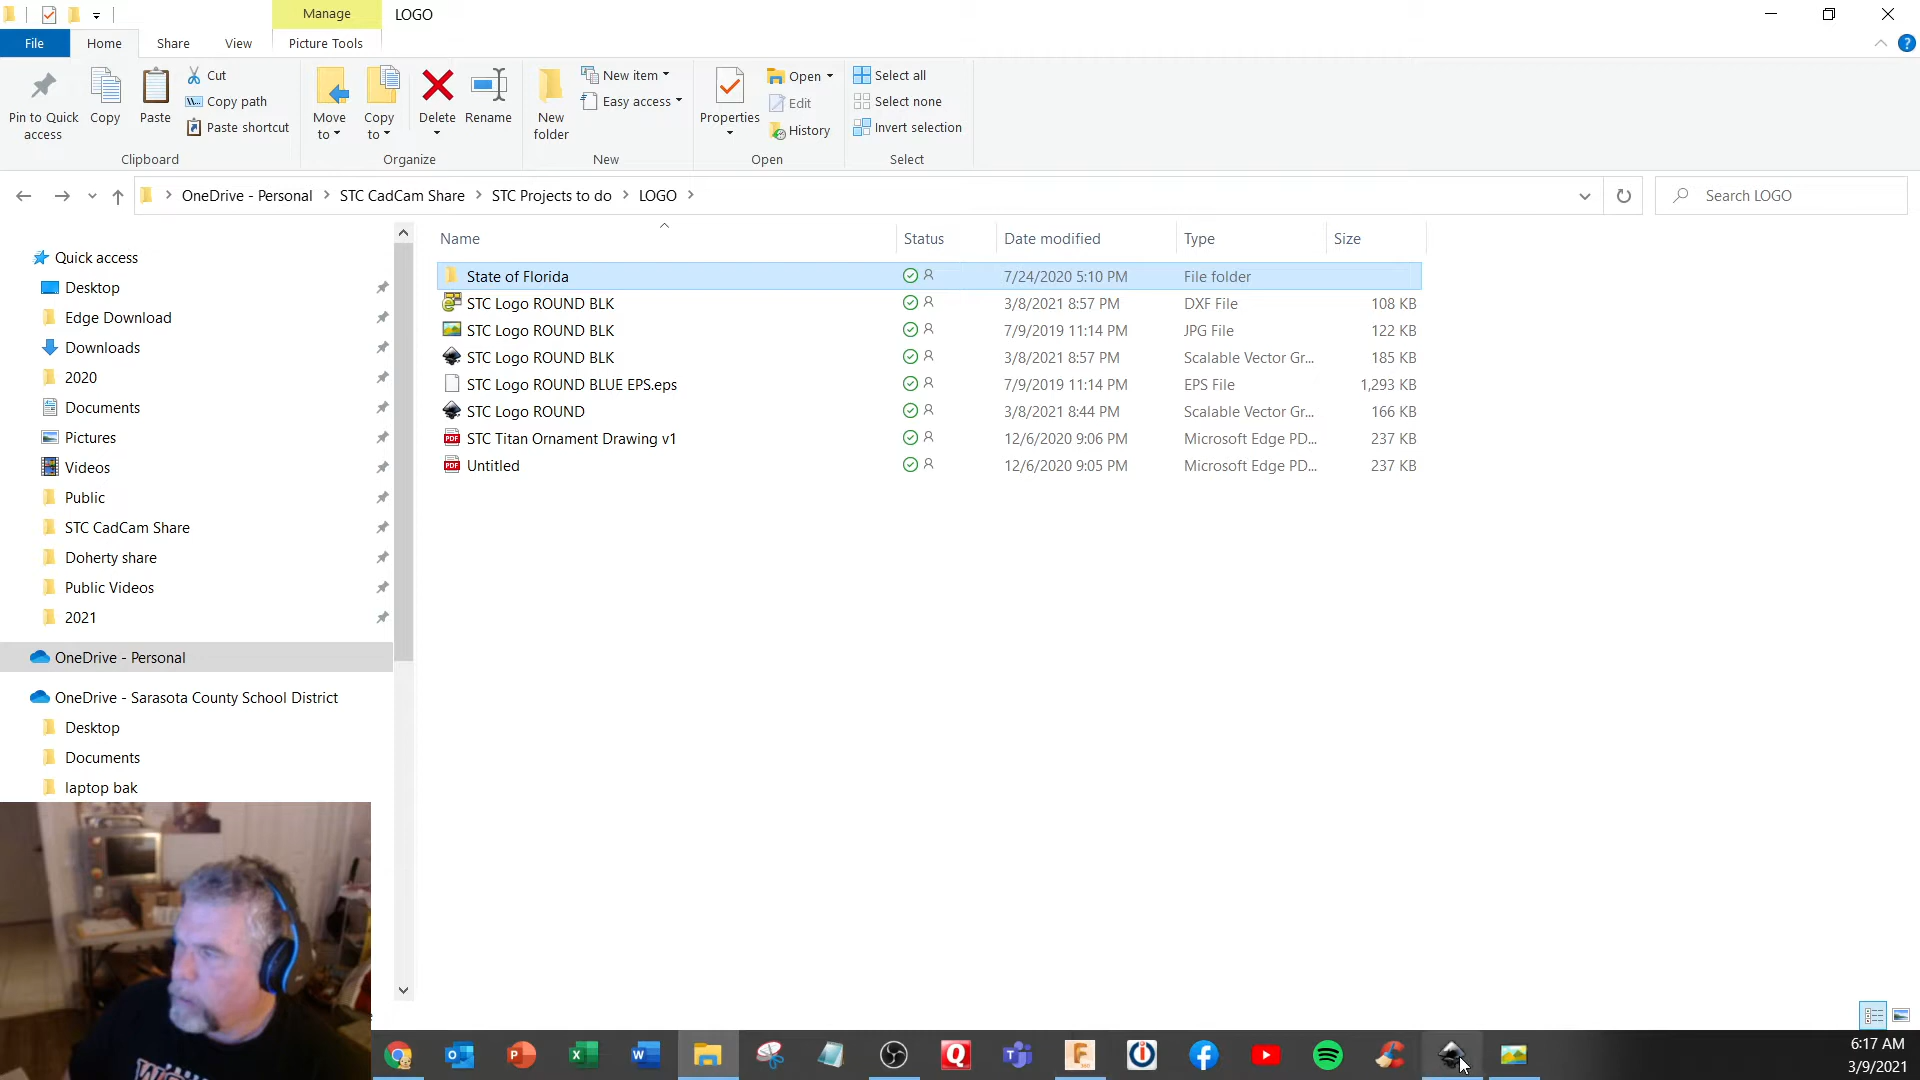 Manage
LOGO
File
Home
Share
View
Picture Tools
Pin to Quick access
Copy
Paste
Cut
Copy path
Paste shortcut
Clipboard
Move to
Copy to
Delete
Rename
Organize
New folder
New item
Easy access
New
Properties
Open
Edit
History
Open
Select all
Select none
Invert selection
Select
OneDrive - Personal > STC CadCam Share > STC Projects to do > LOGO >
Search LOGO
Name Status Date modified Type Size
State of Florida 7/24/2020 5:10 PM File folder
STC Logo ROUND BLK 3/8/2021 8:57 PM DXF File 108 KB
STC Logo ROUND BLK 7/9/2019 11:14 PM JPG File 122 KB
STC Logo ROUND BLK 3/8/2021 8:57 PM Scalable Vector Gr... 185 KB
STC Logo ROUND BLUE EPS.eps 7/9/2019 11:14 PM EPS File 1,293 KB
STC Logo ROUND 3/8/2021 8:44 PM Scalable Vector Gr... 166 KB
STC Titan Ornament Drawing v1 12/6/2020 9:06 PM Microsoft Edge PD... 237 KB
Untitled 12/6/2020 9:05 PM Microsoft Edge PD... 237 KB
Quick access
Desktop
Edge Download
Downloads
2020
Documents
Pictures
Videos
Public
STC CadCam Share
Doherty share
Public Videos
2021
OneDrive - Personal
OneDrive - Sarasota County School District
Desktop
Documents
laptop bak
6:17 AM
3/9/2021